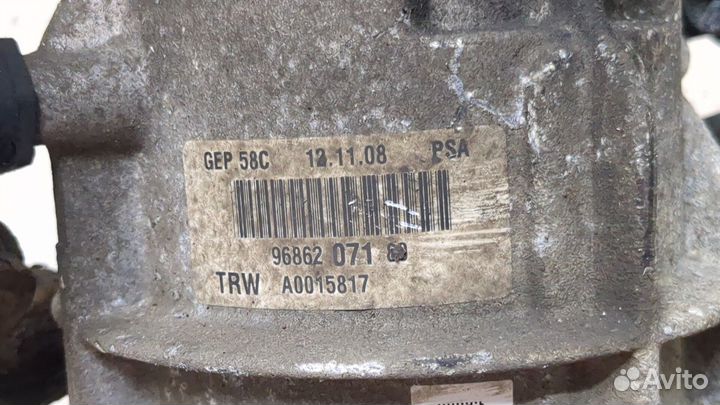 GEP 58C 12.11.08 PSA
96862 071
TRW A0015817
Avito